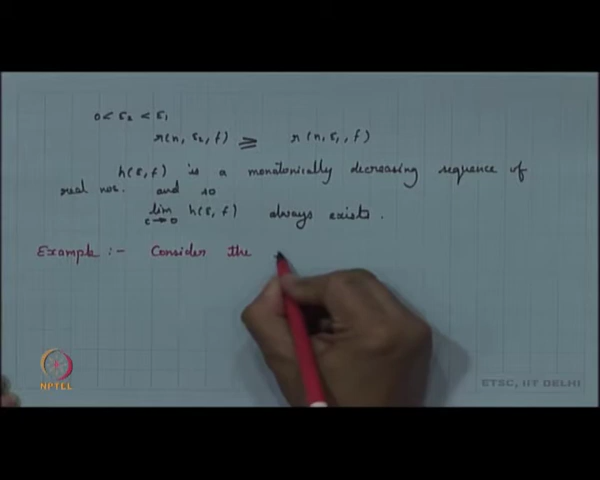 0 < ε₂ < ε₁
r(n, ε₂, f) ≥ r(n, ε₁, f)
h(ε, f) is a monotonically decreasing sequence of
real nos. and so
lim ε→0 h(ε, f) always exists.
Example :- Consider the
NPTEL
ETSC, IIT DELHI